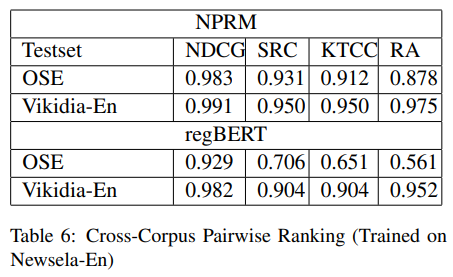 NPRM
Testset NDCG SRC KTCC RA
OSE 0.983 0.931 0.912 0.878
Vikidia-En 0.991 0.950 0.950 0.975
regBERT
OSE 0.929 0.706 0.651 0.561
Vikidia-En 0.982 0.904 0.904 0.952
Table 6: Cross-Corpus Pairwise Ranking (Trained on
Newsela-En)